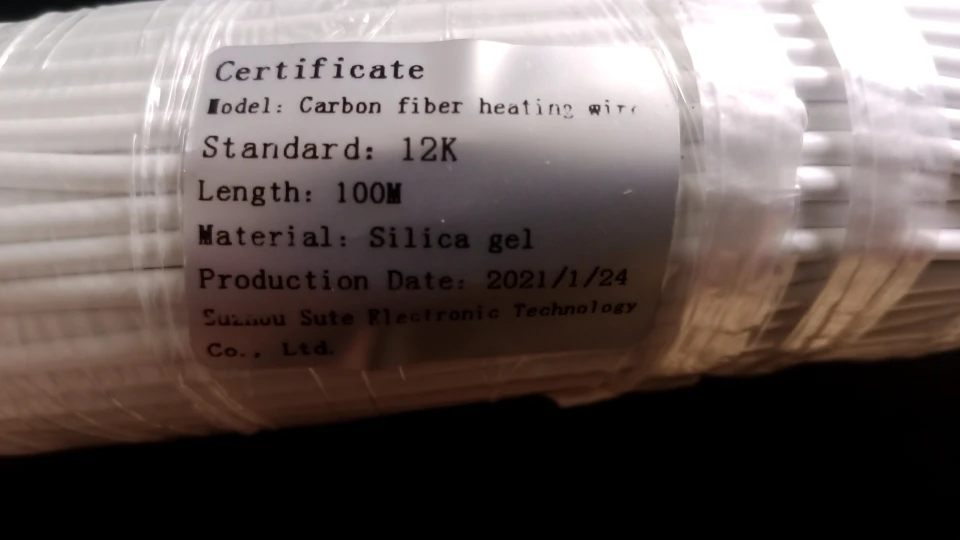 Certificate
Model: Carbon fiber heating wire
Standard: 12K
Length: 100M
Material: Silica gel
Production Date: 2021/1/24
Suzhou Sute Electronic Technology
Co., Ltd.